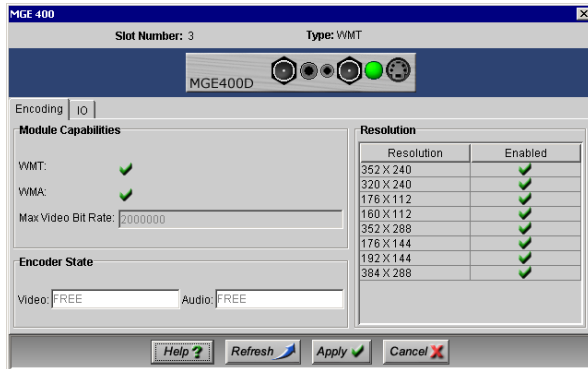 MGE 400
Slot Number: 3 Type: WMT
MGE400D
Encoding IO
Module Capabilities
WMT:
WMA:
Max Video Bit Rate: 2000000
Encoder State
Video: FREE Audio: FREE
Resolution
Resolution Enabled
352 X 240
320 X 240
176 X 112
160 X 112
352 X 288
176 X 144
192 X 144
384 X 288
Help ? Refresh Apply Cancel